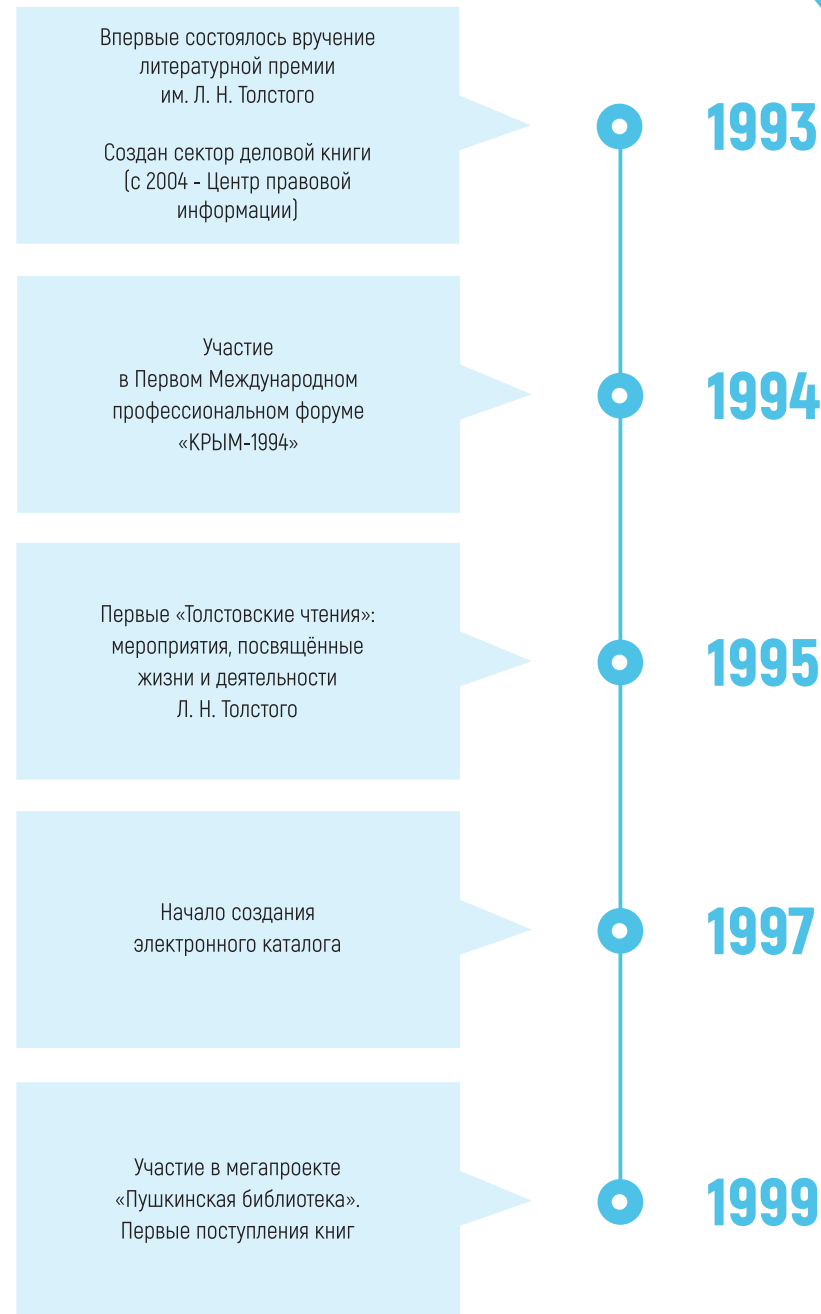 Впервые состоялось вручение
литературной премии
им. Л. Н. Толстого
Создан сектор деловой книги
(с 2004 - Центр правовой
информации)
1993
Участие
в Первом Международном
профессиональном форуме
«КРЫМ-1994»
1994
Первые «Толстовские чтения»:
мероприятия, посвящённые
жизни и деятельности
Л. Н. Толстого
1995
Начало создания
электронного каталога
1997
Участие в мегапроекте
«Пушкинская библиотека».
Первые поступления книг
1999